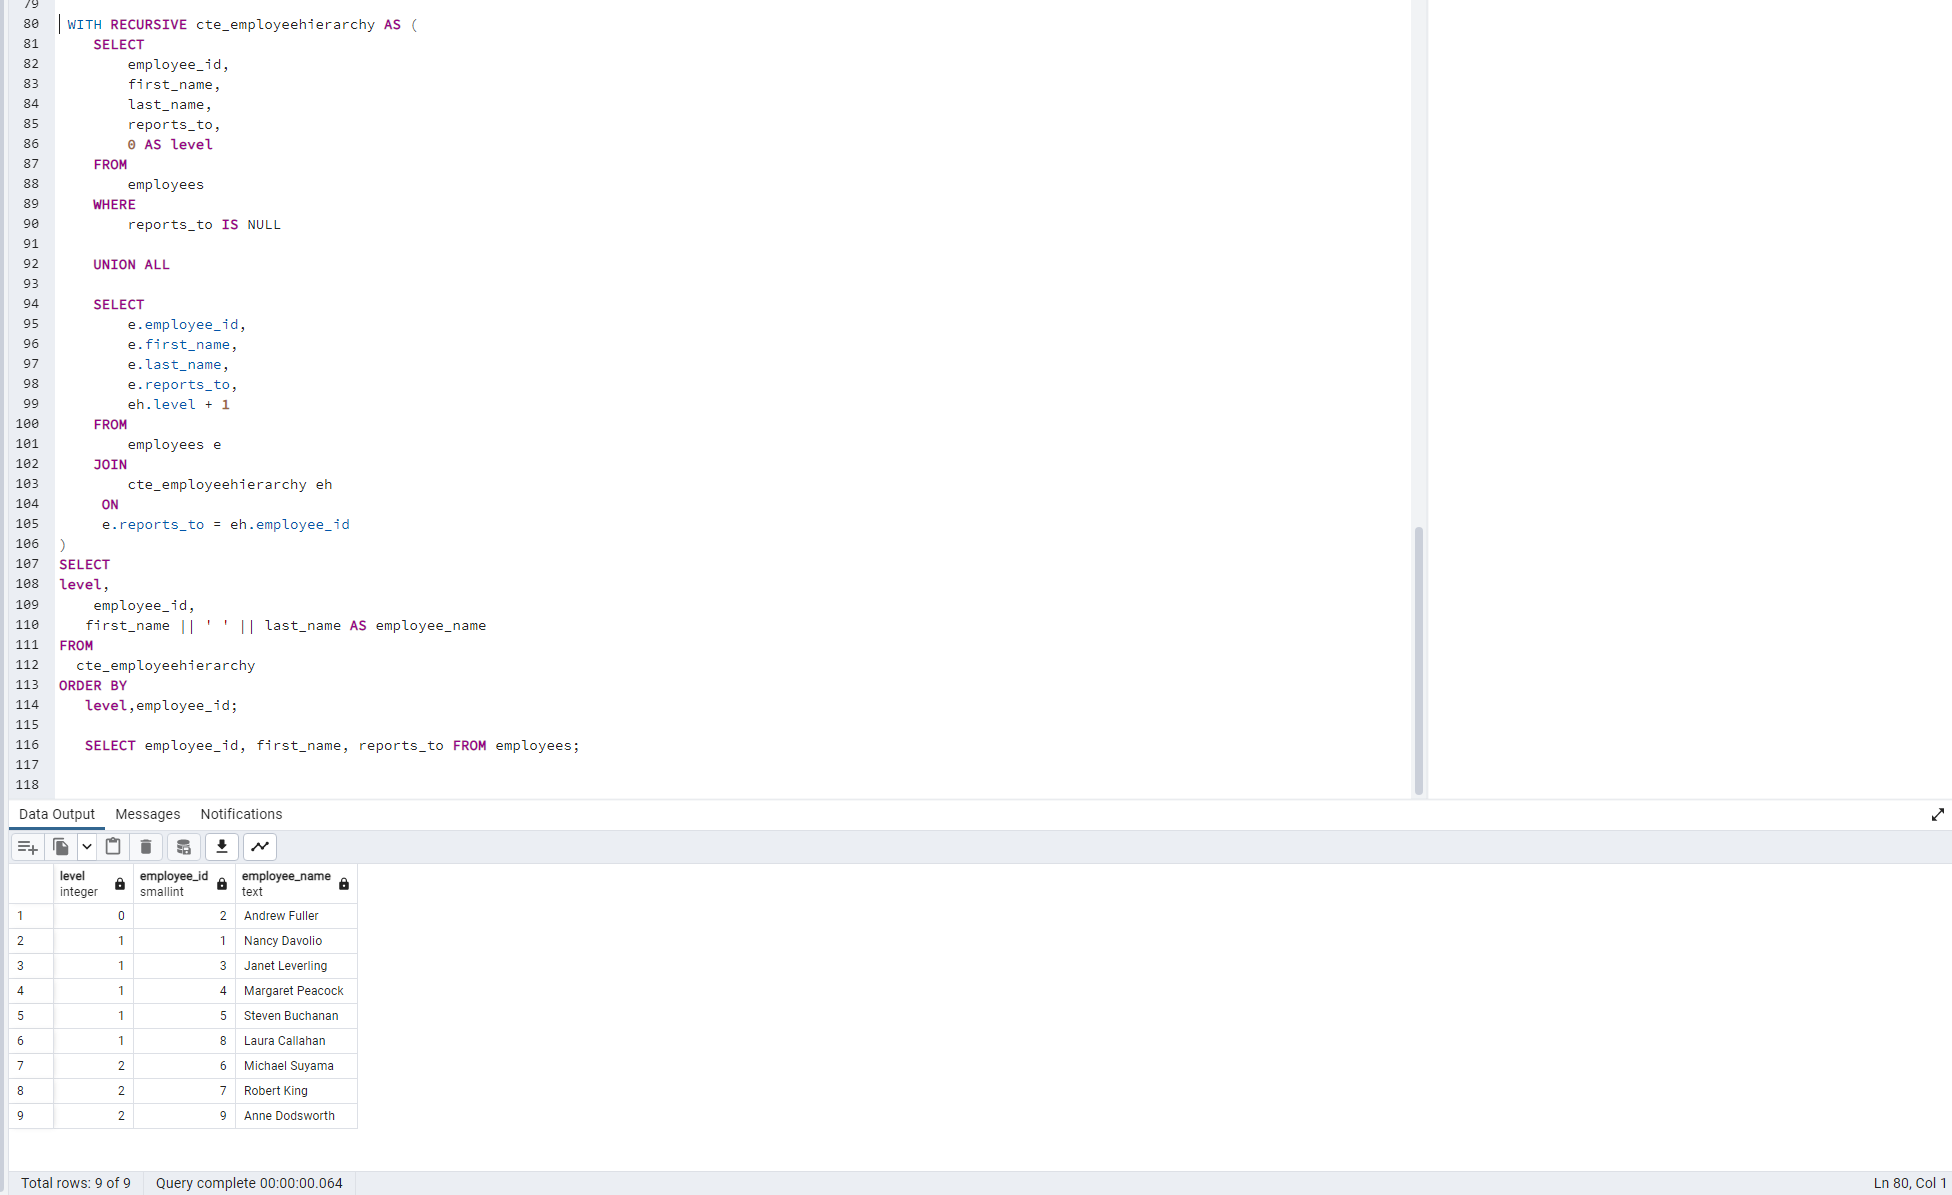 79
80 WITH RECURSIVE cte_employeehierarchy AS (
81 SELECT
82 employee_id,
83 first_name,
84 last_name,
85 reports_to,
86 0 AS level
87 FROM
88 employees
89 WHERE
90 reports_to IS NULL
91
92 UNION ALL
93
94 SELECT
95 e.employee_id,
96 e.first_name,
97 e.last_name,
98 e.reports_to,
99 eh.level + 1
100 FROM
101 employees e
102 JOIN
103 cte_employeehierarchy eh
104 ON
105 e.reports_to = eh.employee_id
106 )
107 SELECT
108 level,
109 employee_id,
110 first_name || ' ' || last_name AS employee_name
111 FROM
112 cte_employeehierarchy
113 ORDER BY
114 level,employee_id;
115
116 SELECT employee_id, first_name, reports_to FROM employees;
117
118
Data Output Messages Notifications
level employee_id employee_name
integer smallint text
1 0 2 Andrew Fuller
2 1 1 Nancy Davolio
3 1 3 Janet Leverling
4 1 4 Margaret Peacock
5 1 5 Steven Buchanan
6 1 8 Laura Callahan
7 2 6 Michael Suyama
8 2 7 Robert King
9 2 9 Anne Dodsworth
Total rows: 9 of 9 Query complete 00:00:00.064 Ln 80, Col 1